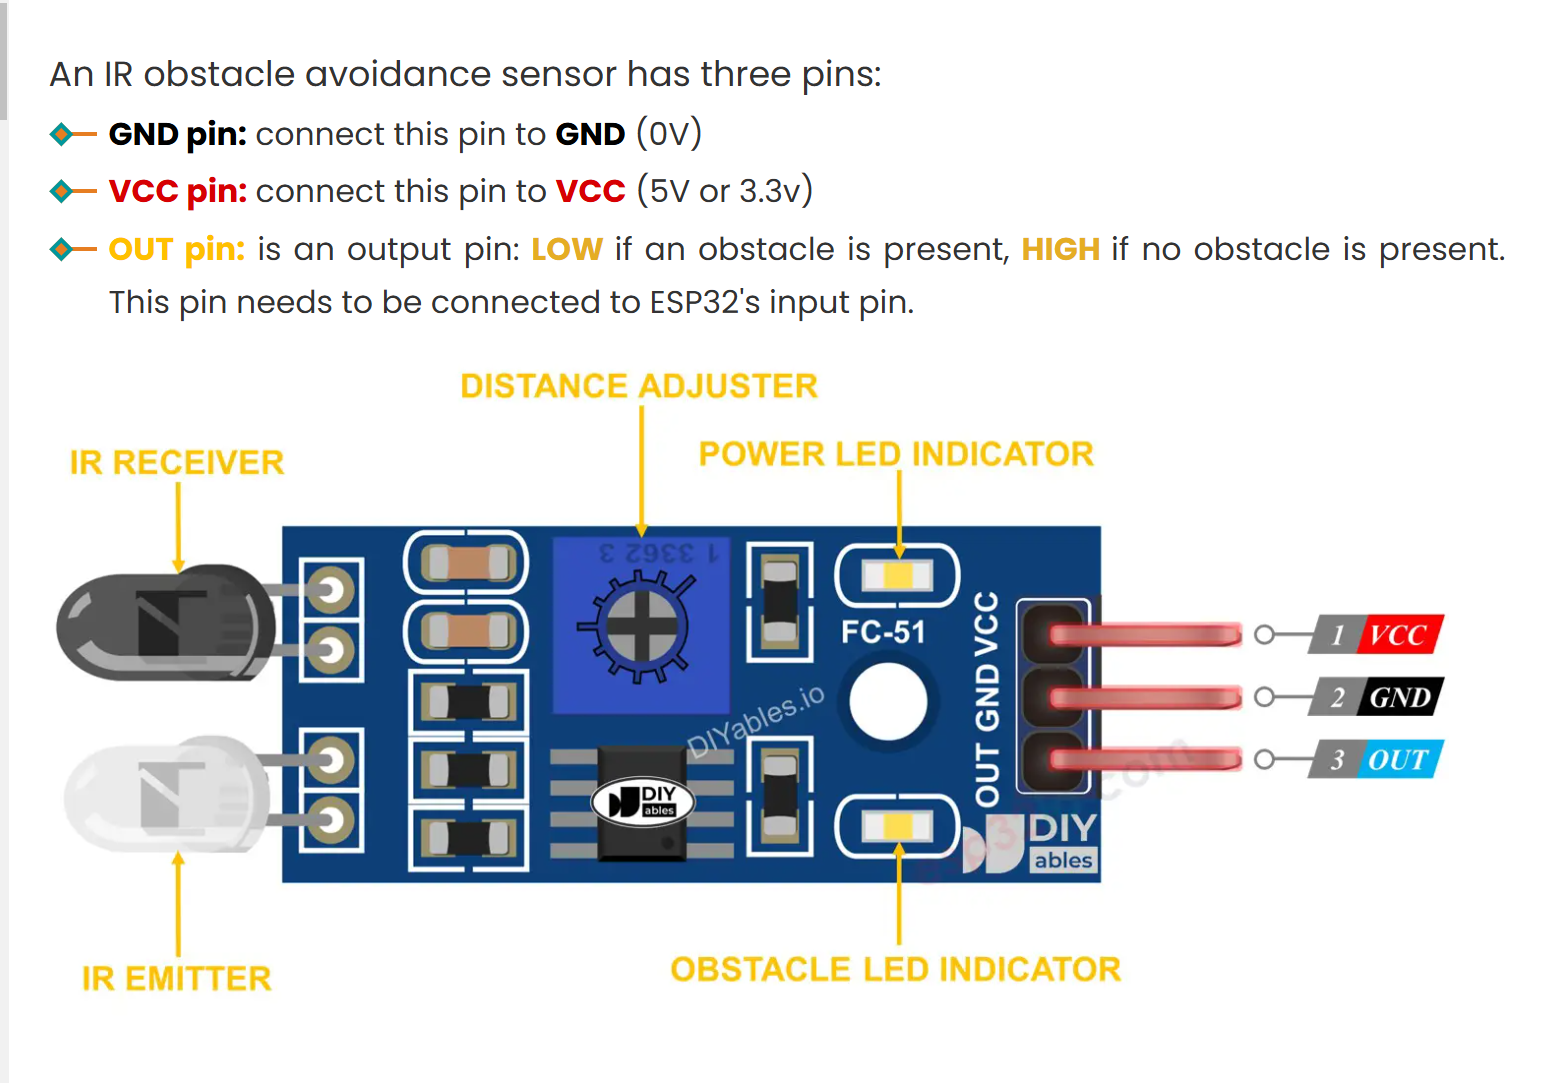 An IR obstacle avoidance sensor has three pins:
GND pin: connect this pin to GND (0V)
VCC pin: connect this pin to VCC (5V or 3.3v)
OUT pin: is an output pin: LOW if an obstacle is present, HIGH if no obstacle is present.
This pin needs to be connected to ESP32's input pin.
DISTANCE ADJUSTER
POWER LED INDICATOR
IR RECEIVER
1 3362 3
FC-51
OUT GND VCC
1 VCC
2 GND
3 OUT
DIYables.io
DIY
ables
DIY
ables
IR EMITTER
OBSTACLE LED INDICATOR